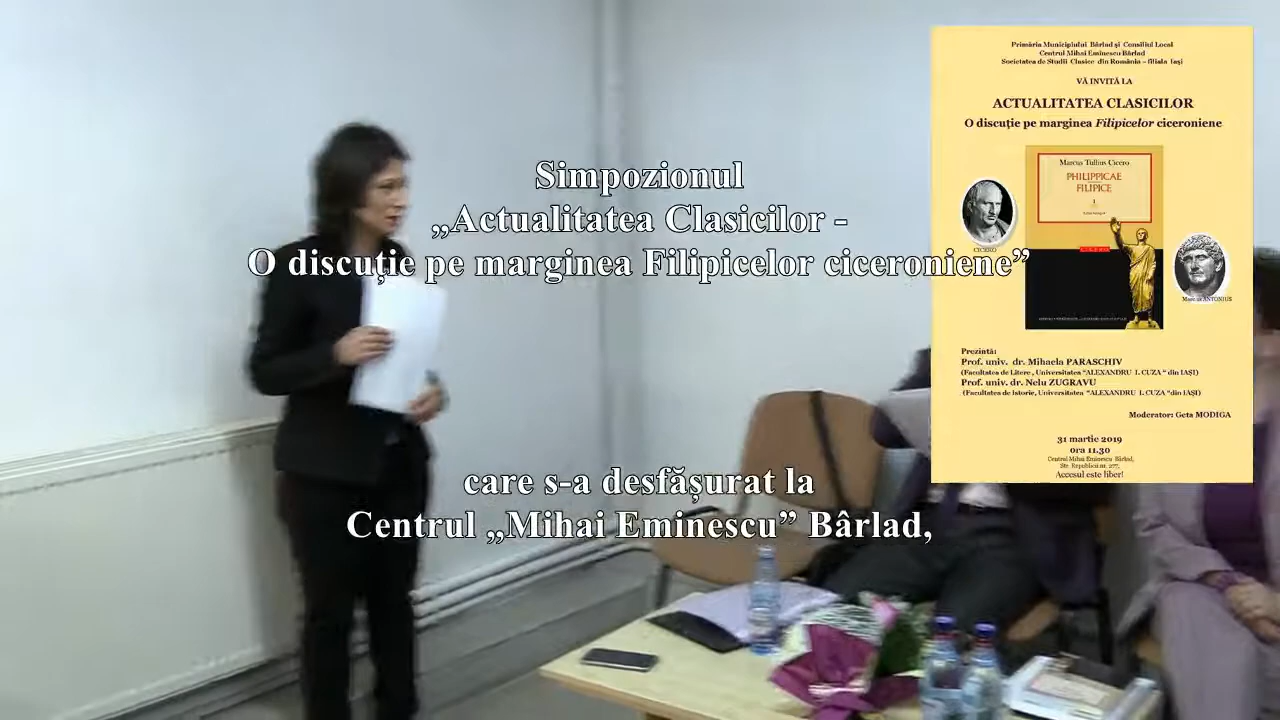 Simpozionul
„Actualitatea Clasicilor -
O discuție pe marginea Filipicelor ciceroniene”
care s-a desfășurat la
Centrul „Mihai Eminescu” Bârlad,
Primăria Municipiului Bârlad și Consiliul Local
Centrul Mihai Eminescu Bârlad
Societatea de Studii Clasice din România – filiala Iași
VĂ INVITĂ LA
ACTUALITATEA CLASICILOR
O discuție pe marginea Filipicelor ciceroniene
Marcus Tullius Cicero
PHILIPPICAE
FILIPICE
I
CICERO
Marcus ANTONIUS
Prezintă:
Prof. univ. dr. Mihaela PARASCHIV
(Facultatea de Litere, Universitatea "ALEXANDRU I. CUZA" din IAȘI)
Prof. univ. dr. Nelu ZUGRAVU
(Facultatea de Istorie, Universitatea "ALEXANDRU I. CUZA "din IAȘI)
Moderator: Geta MODIGA
31 martie 2019
ora 11.30
Centrul Mihai Eminescu Bârlad,
Str. Republicii nr. 277.
Accesul este liber!